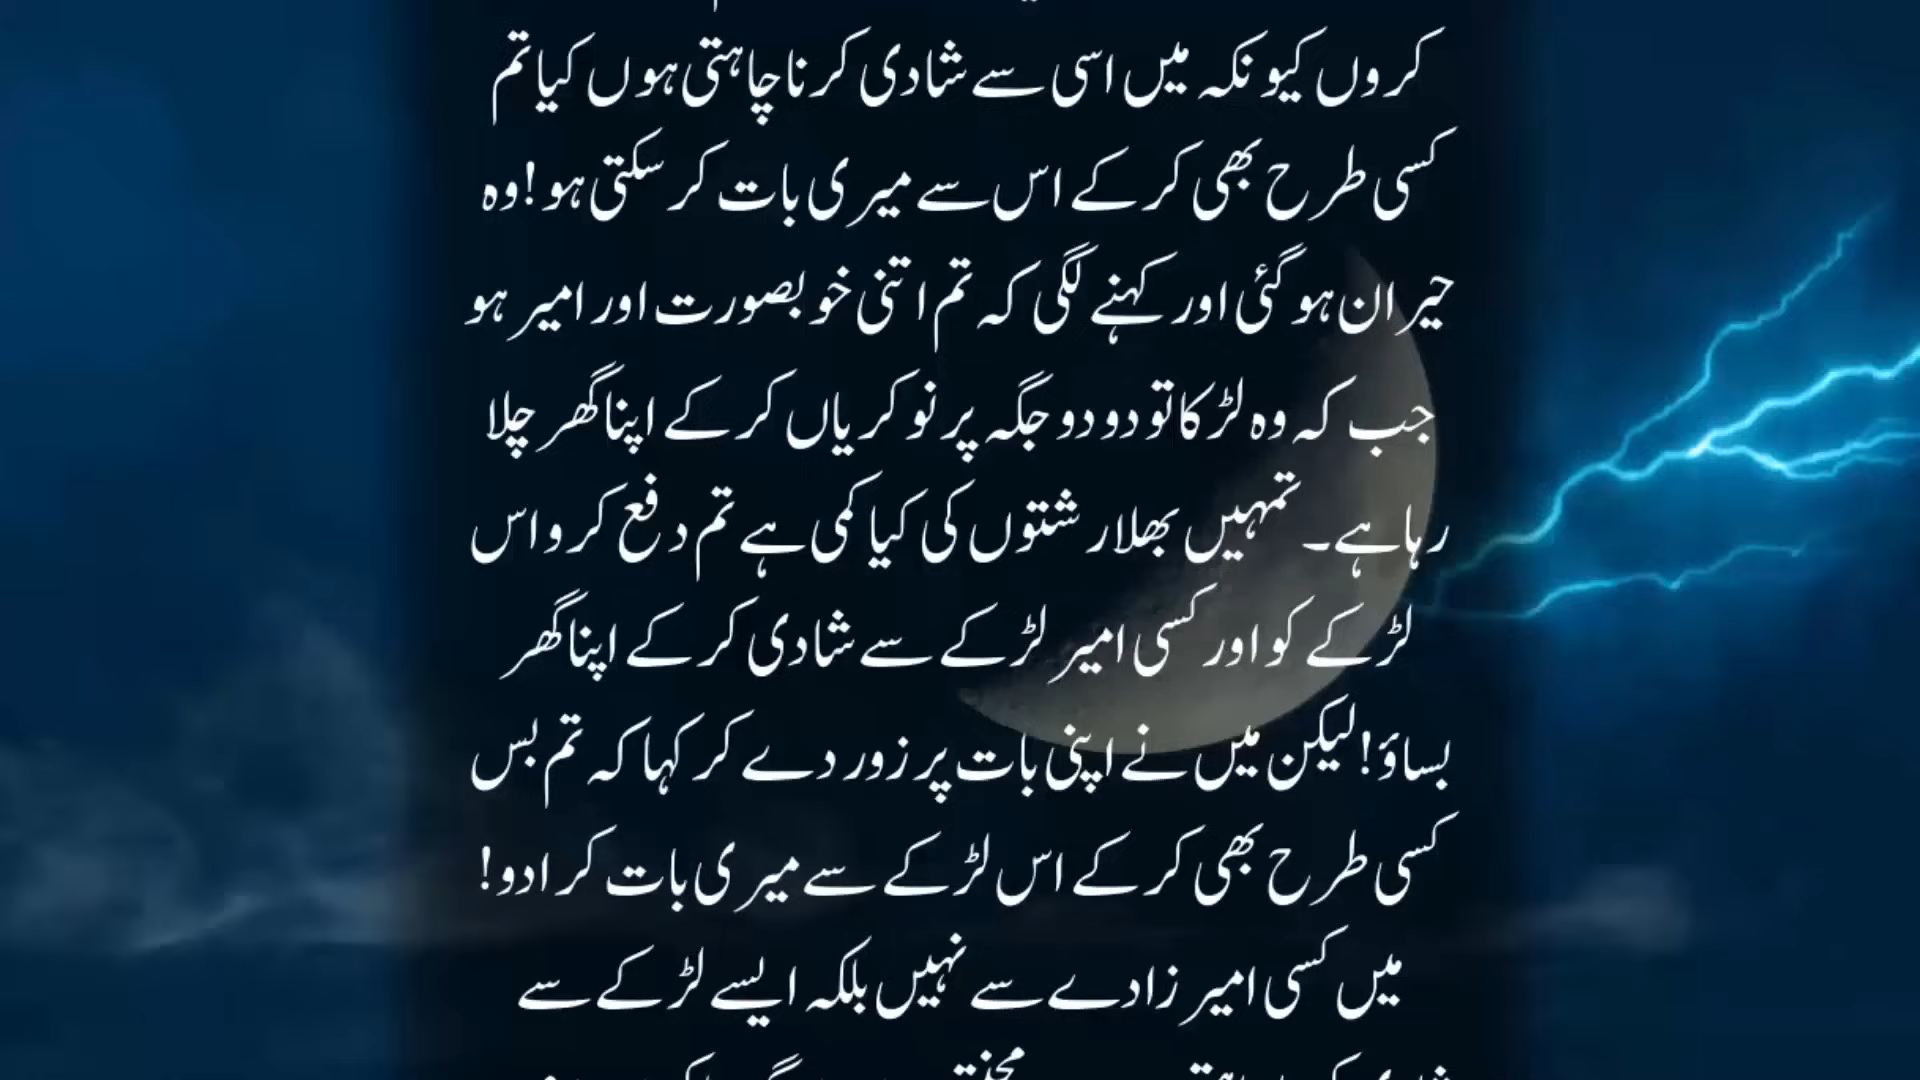 کروں کیونکہ میں اسی سے شادی کرنا چاہتی ہوں کیا تم
کسی طرح بھی کر کے اس سے میری بات کر سکتی ہو! وہ
حیران ہو گئی اور کہنے لگی کہ تم اتنی خوبصورت اور امیر ہو
جب کہ وہ لڑکا تو دو دو جگہ پر نوکریاں کر کے اپنا گھر چلا
رہا ہے۔ تمہیں بھلا رشتوں کی کیا کمی ہے تم دفع کرو اس
لڑکے کو اور کسی امیر لڑکے سے شادی کر کے اپنا گھر
بساؤ! لیکن میں نے اپنی بات پر زور دے کر کہا کہ تم بس
کسی طرح بھی کر کے اس لڑکے سے میری بات کرا دو!
میں کسی امیر زادے سے نہیں بلکہ ایسے لڑکے سے